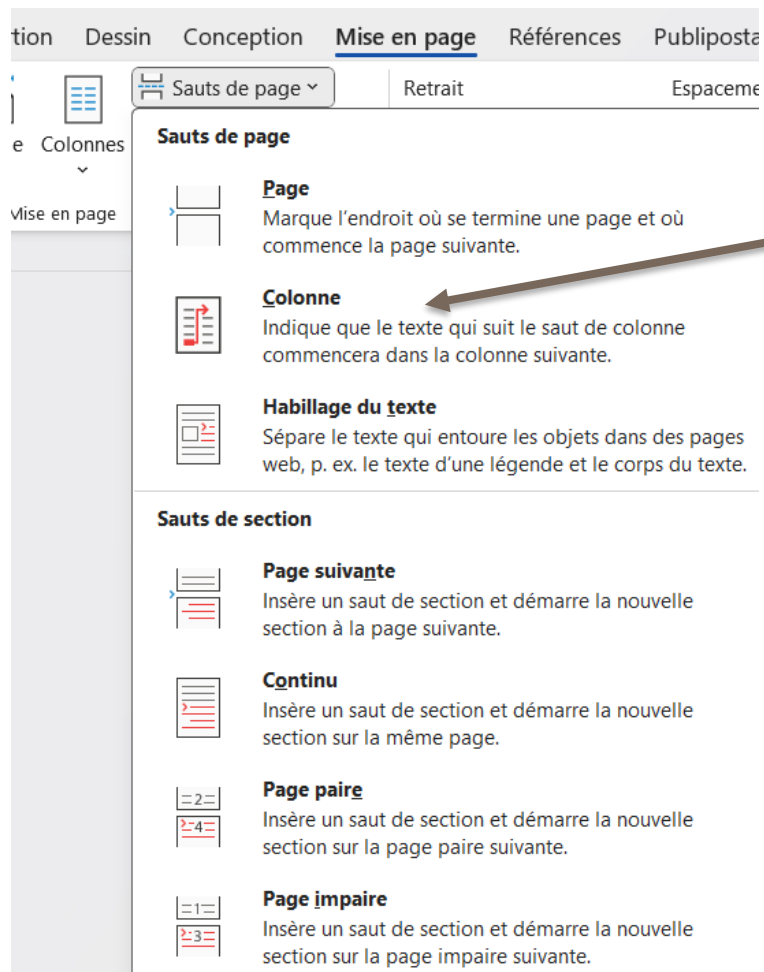 tion Dessin Conception Mise en page Références Publiposta
Sauts de page Retrait Espaceme
e Colonnes
Mise en page
Sauts de page
Page
Marque l'endroit où se termine une page et où
commence la page suivante.
Colonne
Indique que le texte qui suit le saut de colonne
commencera dans la colonne suivante.
Habillage du texte
Sépare le texte qui entoure les objets dans des pages
web, p. ex. le texte d'une légende et le corps du texte.
Sauts de section
Page suivante
Insère un saut de section et démarre la nouvelle
section à la page suivante.
Continu
Insère un saut de section et démarre la nouvelle
section sur la même page.
=2=
4
Page paire
Insère un saut de section et démarre la nouvelle
section sur la page paire suivante.
=1=
3
Page impaire
Insère un saut de section et démarre la nouvelle
section sur la page impaire suivante.